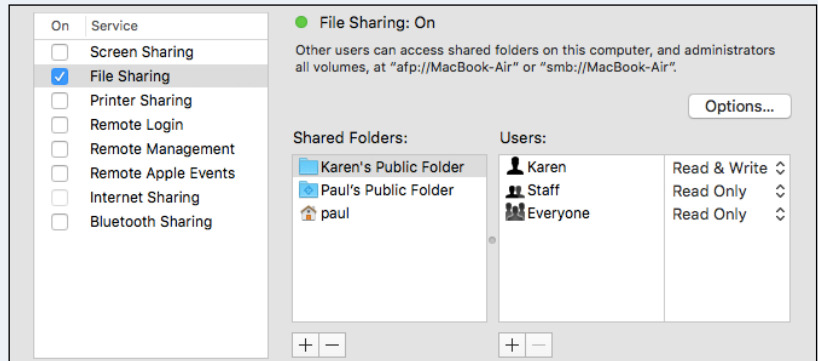 On Service
Screen Sharing
File Sharing
Printer Sharing
Remote Login
Remote Management
Remote Apple Events
Internet Sharing
Bluetooth Sharing
File Sharing: On
Other users can access shared folders on this computer, and administrators
all volumes, at “afp://MacBook-Air” or “smb://MacBook-Air”.
Options...
Shared Folders:
Karen's Public Folder
Paul's Public Folder
paul
Users:
Karen Read & Write
Staff Read Only
Everyone Read Only